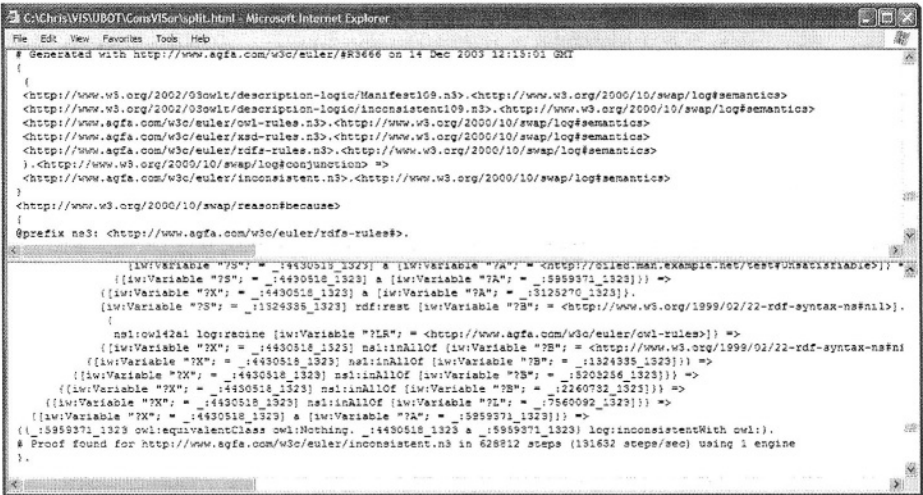 C:\Chris\VIS\UBOT\ConsVISor\split.html - Microsoft Internet Explorer
File Edit View Favorites Tools Help
# Generated with http://www.agfa.com/w3c/euler/#R3666 on 14 Dec 2003 12:15:01 GMT
{
{
<http://www.w3.org/2002/03owlt/description-logic/Manifest109.n3>.<http://www.w3.org/2000/10/swap/log#semantics>
<http://www.w3.org/2002/03owlt/description-logic/inconsistent109.n3>.<http://www.w3.org/2000/10/swap/log#semantics>
<http://www.agfa.com/w3c/euler/owl-rules.n3>.<http://www.w3.org/2000/10/swap/log#semantics>
<http://www.agfa.com/w3c/euler/xsd-rules.n3>.<http://www.w3.org/2000/10/swap/log#semantics>
<http://www.agfa.com/w3c/euler/rdfs-rules.n3>.<http://www.w3.org/2000/10/swap/log#semantics>
).<http://www.w3.org/2000/10/swap/log#conjunction> =>
<http://www.agfa.com/w3c/euler/inconsistent.n3>.<http://www.w3.org/2000/10/swap/log#semantics>
}
<http://www.w3.org/2000/10/swap/reason#because>
{
@prefix ns3: <http://www.agfa.com/w3c/euler/rdfs-rules#>.
[iw:Variable "?S"; = _:4430518_1323] a [iw:Variable "?A"; = <http://oiled.man.example.net/test#Unsatisfiable>]} =
{{[iw:Variable "?S"; = _:4430518_1323] a [iw:Variable "?A"; = _:5959371_1323]}} =>
{[iw:Variable "?X"; = _:4430518_1323] a [iw:Variable "?A"; = _:3125270_1323]}.
[iw:Variable "?S"; = _:1324335_1323] rdf:rest [iw:Variable "?B"; = <http://www.w3.org/1999/02/22-rdf-syntax-ns#nil>].
{
ns1:owl42a1 log:racine [iw:Variable "?LR"; = <http://www.agfa.com/w3c/euler/owl-rules>]} =>
{[iw:Variable "?X"; = _:4430518_1323] ns1:inAllOf [iw:Variable "?B"; = <http://www.w3.org/1999/02/22-rdf-syntax-ns#ni
{{[iw:Variable "?X"; = _:4430518_1323] ns1:inAllOf [iw:Variable "?B"; = _:1324335_1323]}} =>
{[iw:Variable "?X"; = _:4430518_1323] ns1:inAllOf [iw:Variable "?B"; = _:5203256_1323]}} =>
{{[iw:Variable "?X"; = _:4430518_1323] ns1:inAllOf [iw:Variable "?B"; = _:2260732_1323]}} =>
{[iw:Variable "?X"; = _:4430518_1323] ns1:inAllOf [iw:Variable "?L"; = _:7560092_1323]}} =>
{[iw:Variable "?X"; = _:4430518_1323] a [iw:Variable "?A"; = _:5959371_1323]}} =>
{(_:5959371_1323 owl:equivalentClass owl:Nothing. _:4430518_1323 a _:5959371_1323) log:inconsistentWith owl:}.
# Proof found for http://www.agfa.com/w3c/euler/inconsistent.n3 in 628812 steps (131632 steps/sec) using 1 engine
}.